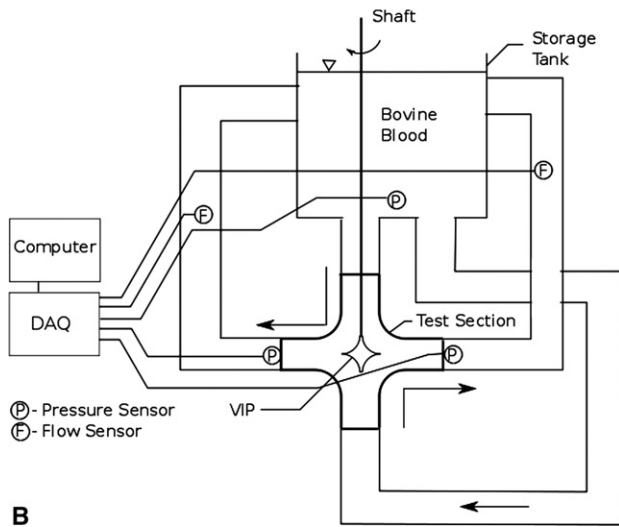 Shaft
Storage
Tank
Bovine
Blood
F
P
F
Computer
DAQ
Test Section
P
P
VIP
P - Pressure Sensor
F - Flow Sensor
B